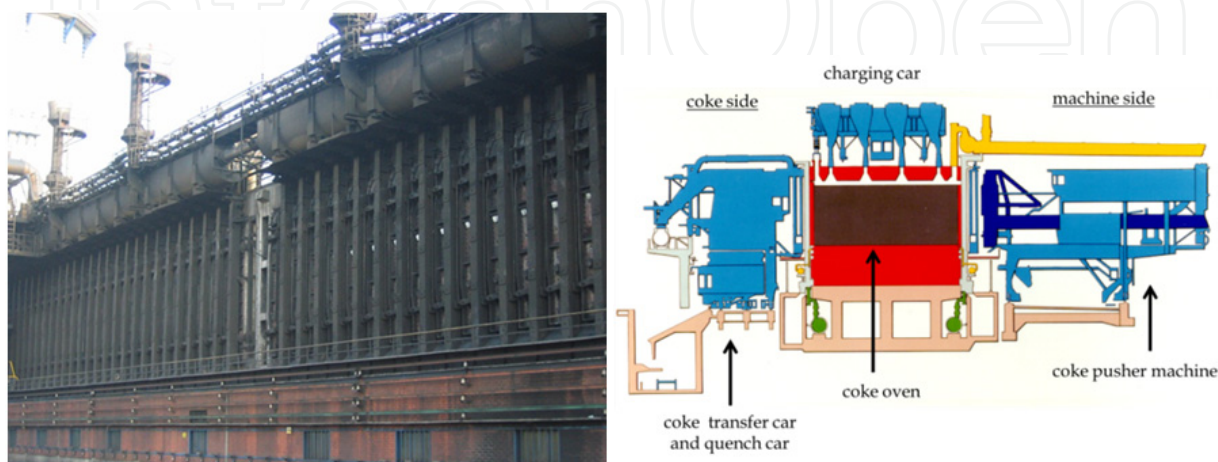 charging car
coke side
machine side
coke oven
coke pusher machine
coke transfer car
and quench car